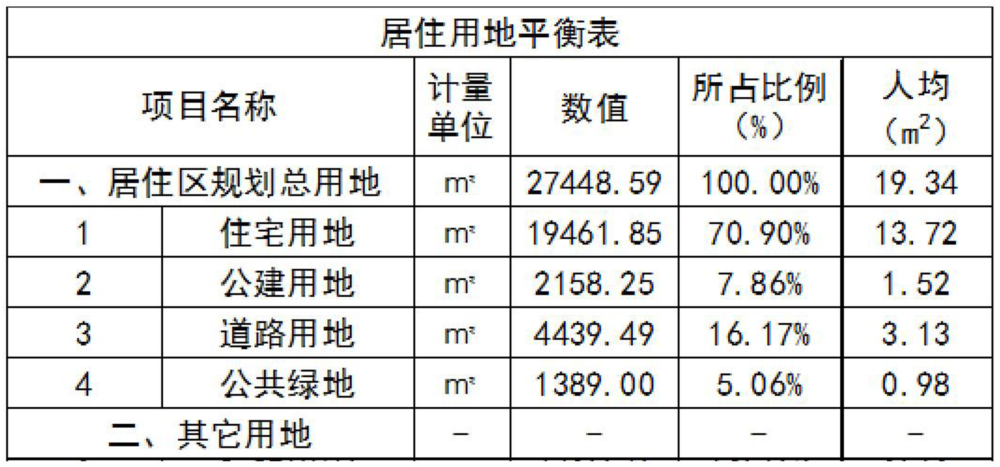 居住用地平衡表
项目名称 计量单位 数值 所占比例(%) 人均(m²)
一、居住区规划总用地 m² 27448.59 100.00% 19.34
1 住宅用地 m² 19461.85 70.90% 13.72
2 公建用地 m² 2158.25 7.86% 1.52
3 道路用地 m² 4439.49 16.17% 3.13
4 公共绿地 m² 1389.00 5.06% 0.98
二、其它用地 - - - -